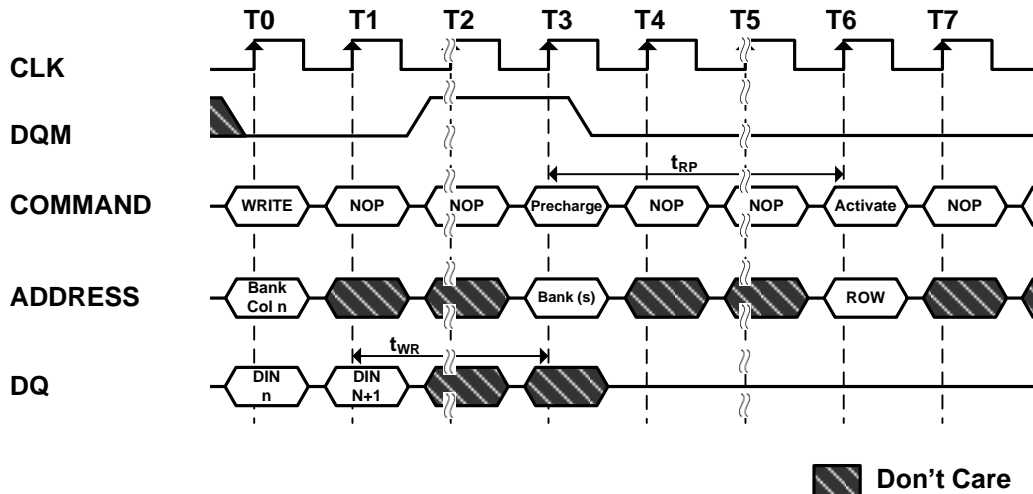 T0 T1 T2 T3 T4 T5 T6 T7
CLK
DQM
tRP
COMMAND WRITE NOP NOP Precharge NOP NOP Activate NOP
ADDRESS Bank Col n Bank (s) ROW
tWR
DQ DIN n DIN N+1
Don't Care